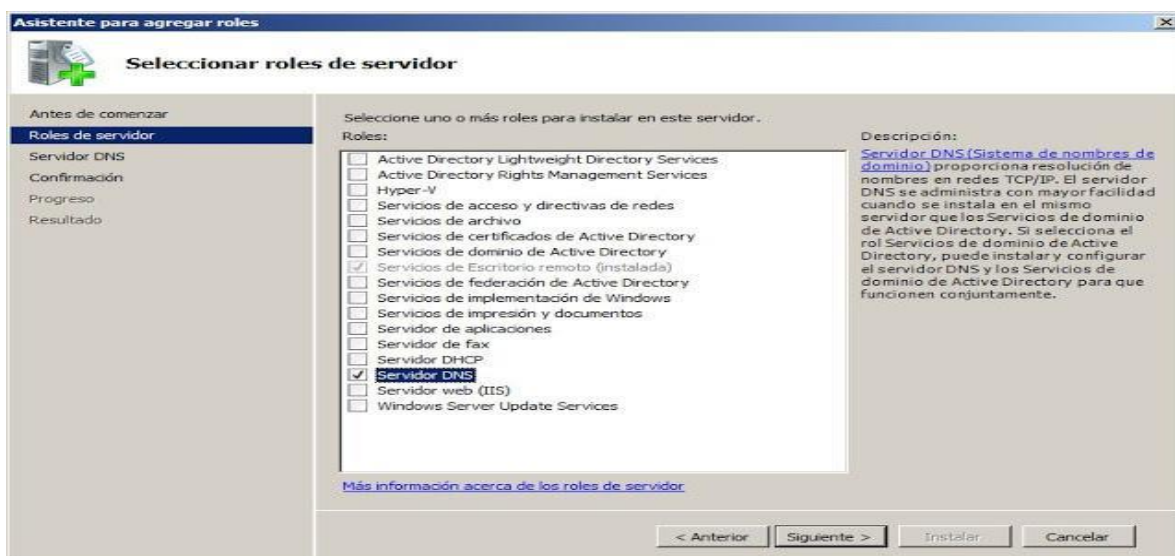 Asistente para agregar roles
Seleccionar roles de servidor
Antes de comenzar
Roles de servidor
Servidor DNS
Confirmación
Progreso
Resultado
Seleccione uno o más roles para instalar en este servidor.
Roles:
Active Directory Lightweight Directory Services
Active Directory Rights Management Services
Hyper-V
Servicios de acceso y directivas de redes
Servicios de archivo
Servicios de certificados de Active Directory
Servicios de dominio de Active Directory
Servicios de Escritorio remoto (instalada)
Servicios de federación de Active Directory
Servicios de implementación de Windows
Servicios de impresión y documentos
Servidor de aplicaciones
Servidor de fax
Servidor DHCP
Servidor DNS
Servidor web (IIS)
Windows Server Update Services
Más información acerca de los roles de servidor
Descripción:
Servidor DNS (Sistema de nombres de
dominio) proporciona resolución de
nombres en redes TCP/IP. El servidor
DNS se administra con mayor facilidad
cuando se instala en el mismo
servidor que los Servicios de dominio
de Active Directory. Si selecciona el
rol Servicios de dominio de Active
Directory, puede instalar y configurar
el servidor DNS y los Servicios de
dominio de Active Directory para que
funcionen conjuntamente.
< Anterior
Siguiente >
Instalar
Cancelar